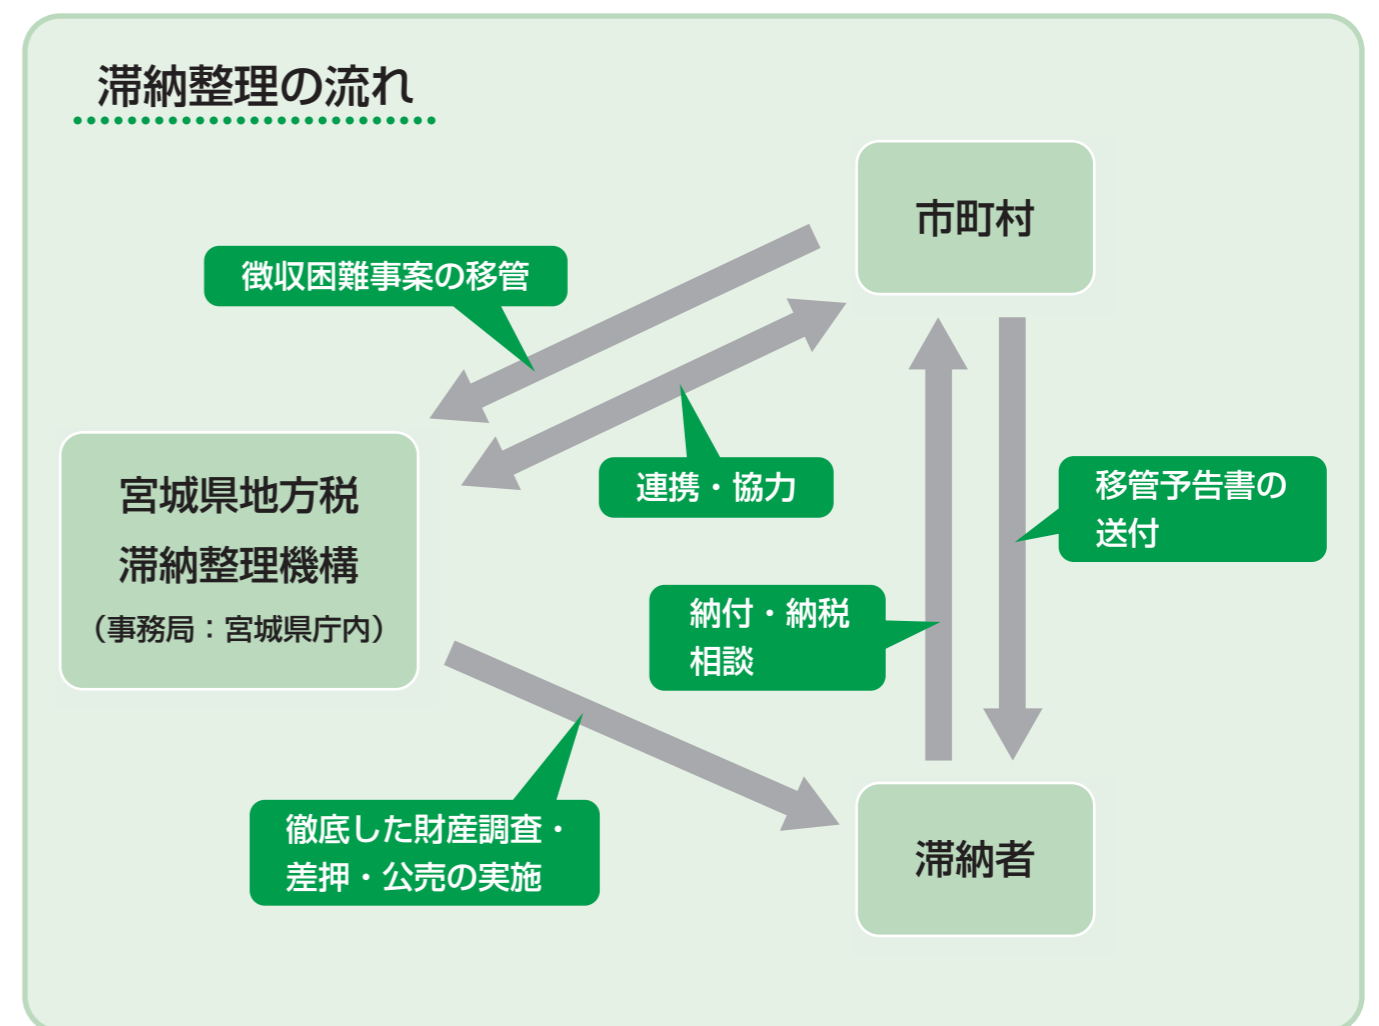 滞納整理の流れ
市町村
徴収困難事案の移管
連携・協力
移管予告書の
送付
宮城県地方税
滞納整理機構
（事務局：宮城県庁内）
納付・納税
相談
徹底した財産調査・
差押・公売の実施
滞納者